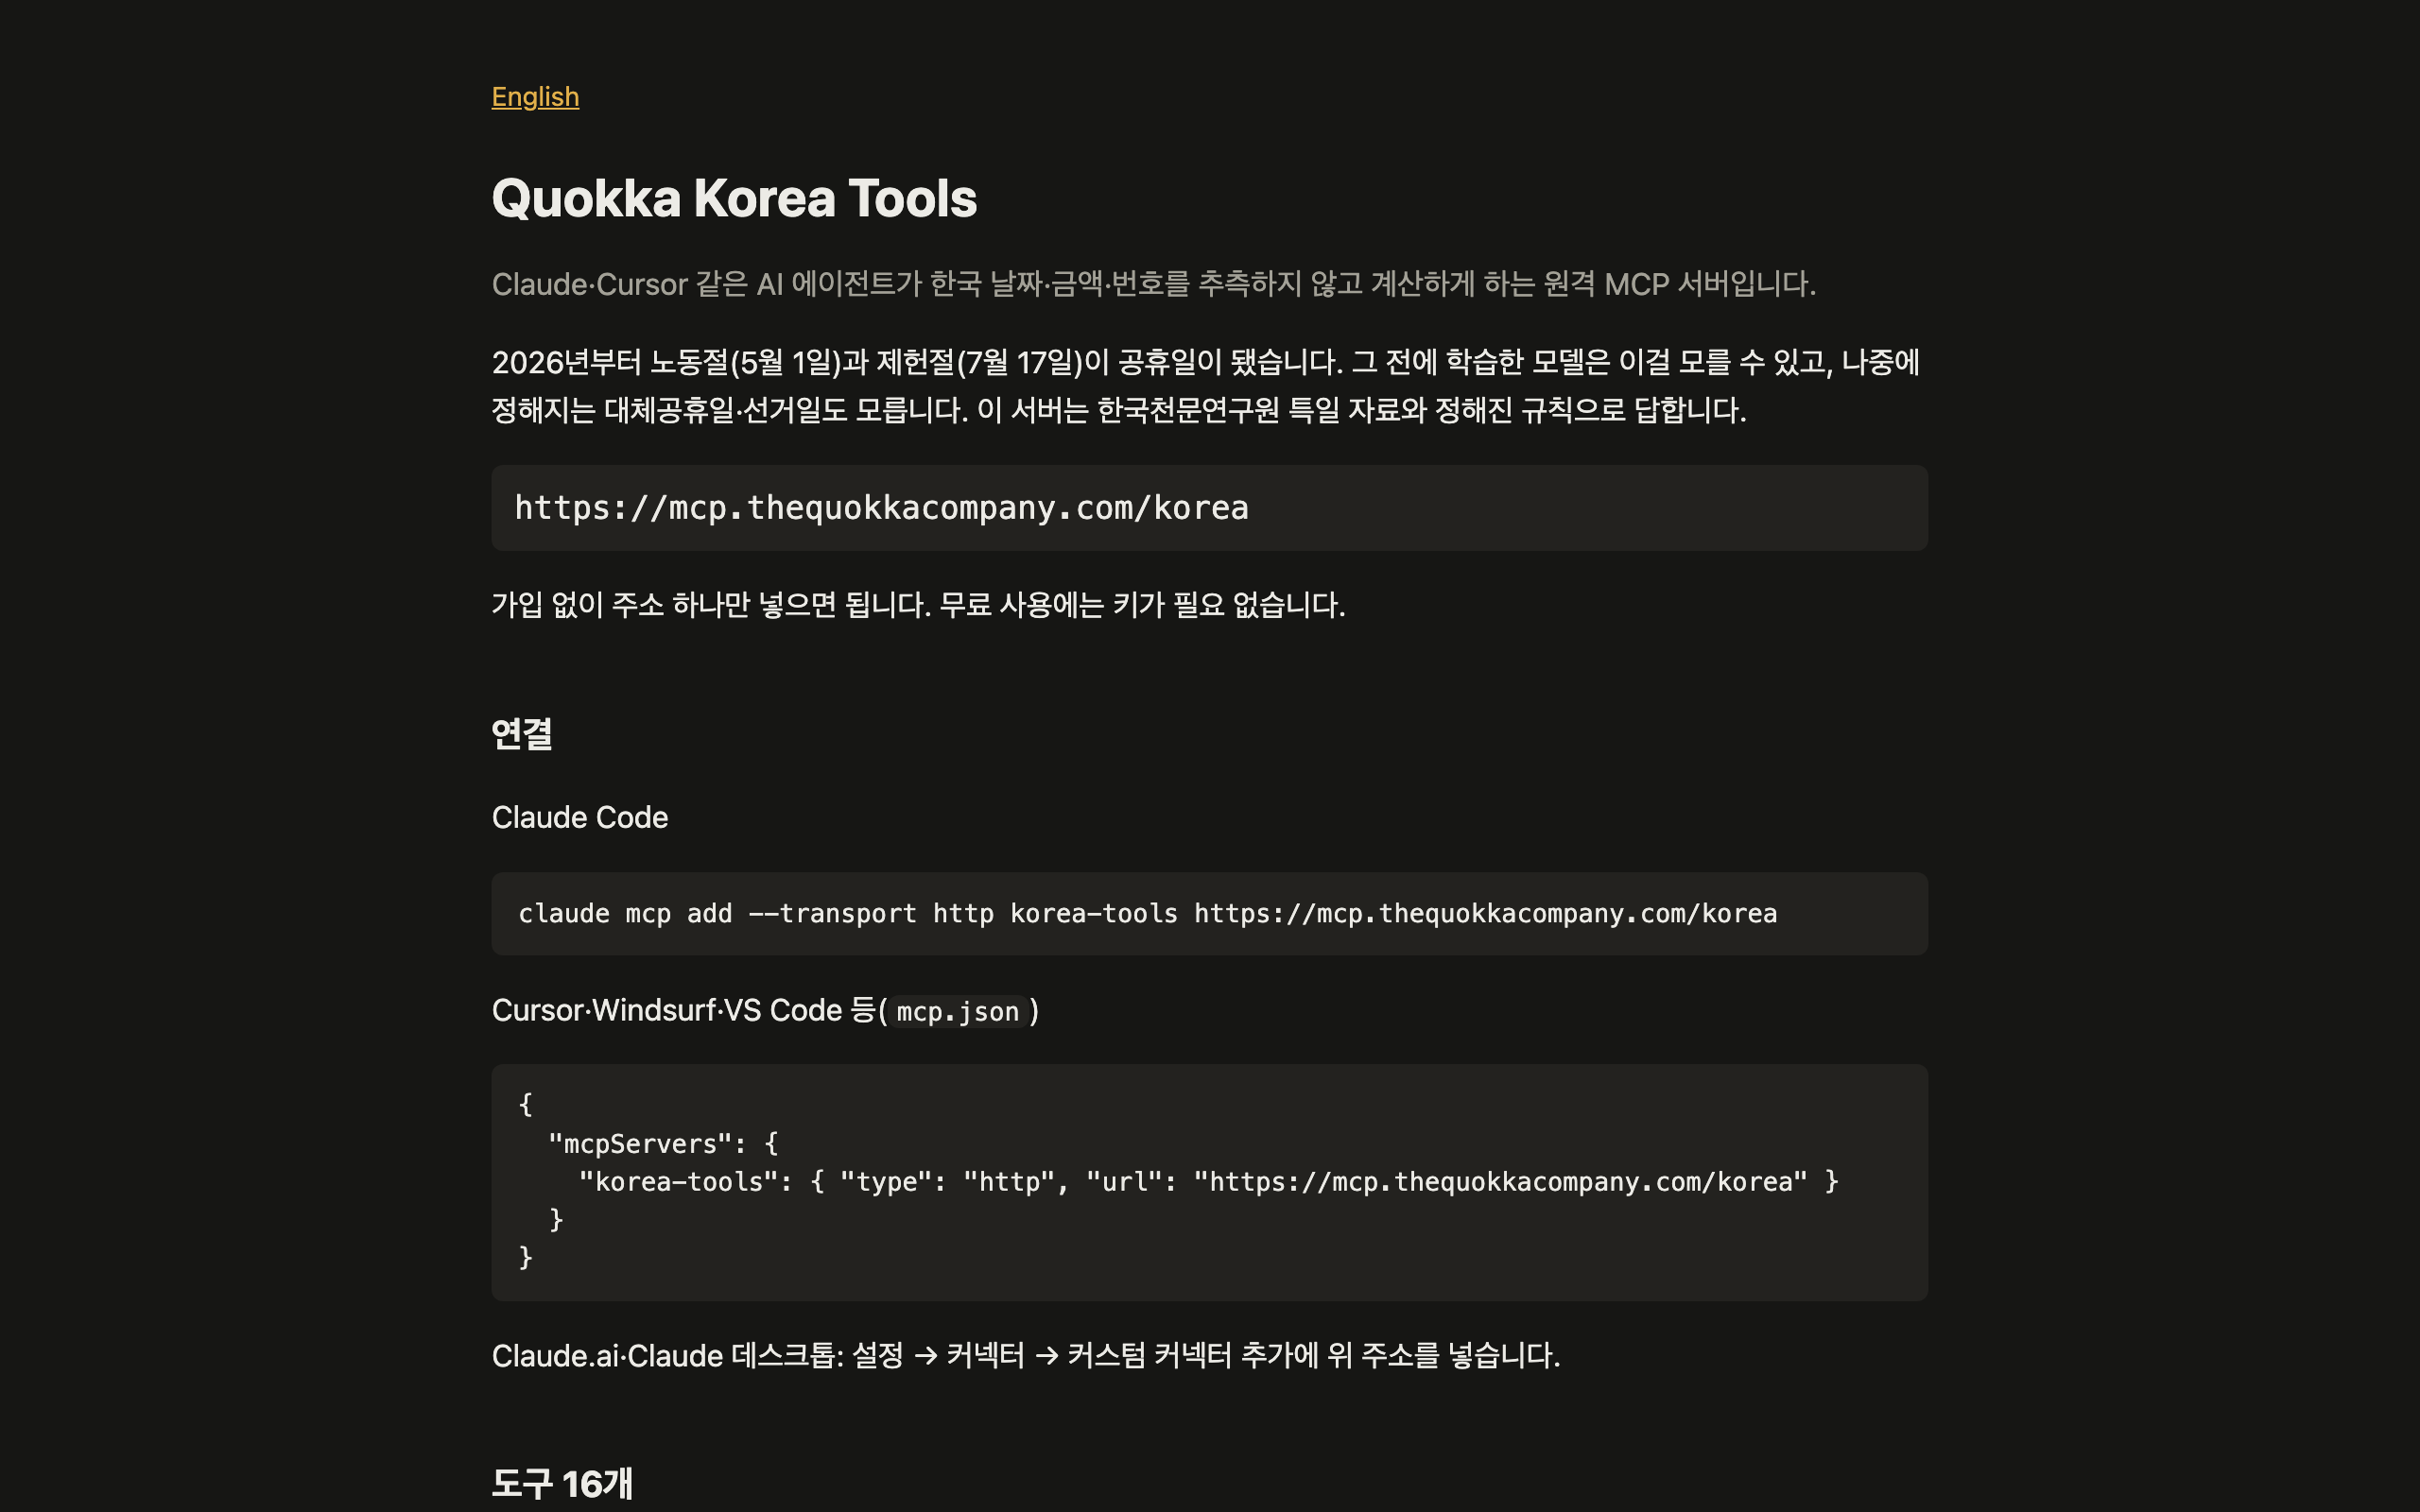 English
Quokka Korea Tools
Claude·Cursor 같은 AI 에이전트가 한국 날짜·금액·번호를 추측하지 않고 계산하게 하는 원격 MCP 서버입니다.
2026년부터 노동절(5월 1일)과 제헌절(7월 17일)이 공휴일이 됐습니다. 그 전에 학습한 모델은 이걸 모를 수 있고, 나중에
정해지는 대체공휴일·선거일도 모릅니다. 이 서버는 한국천문연구원 특일 자료와 정해진 규칙으로 답합니다.
https://mcp.thequokkacompany.com/korea
가입 없이 주소 하나만 넣으면 됩니다. 무료 사용에는 키가 필요 없습니다.
연결
Claude Code
claude mcp add --transport http korea-tools https://mcp.thequokkacompany.com/korea
Cursor·Windsurf·VS Code 등(mcp.json)
{
  "mcpServers": {
    "korea-tools": { "type": "http", "url": "https://mcp.thequokkacompany.com/korea" }
  }
}
Claude.ai·Claude 데스크톱: 설정 → 커넥터 → 커스텀 커넥터 추가에 위 주소를 넣습니다.
도구 16개